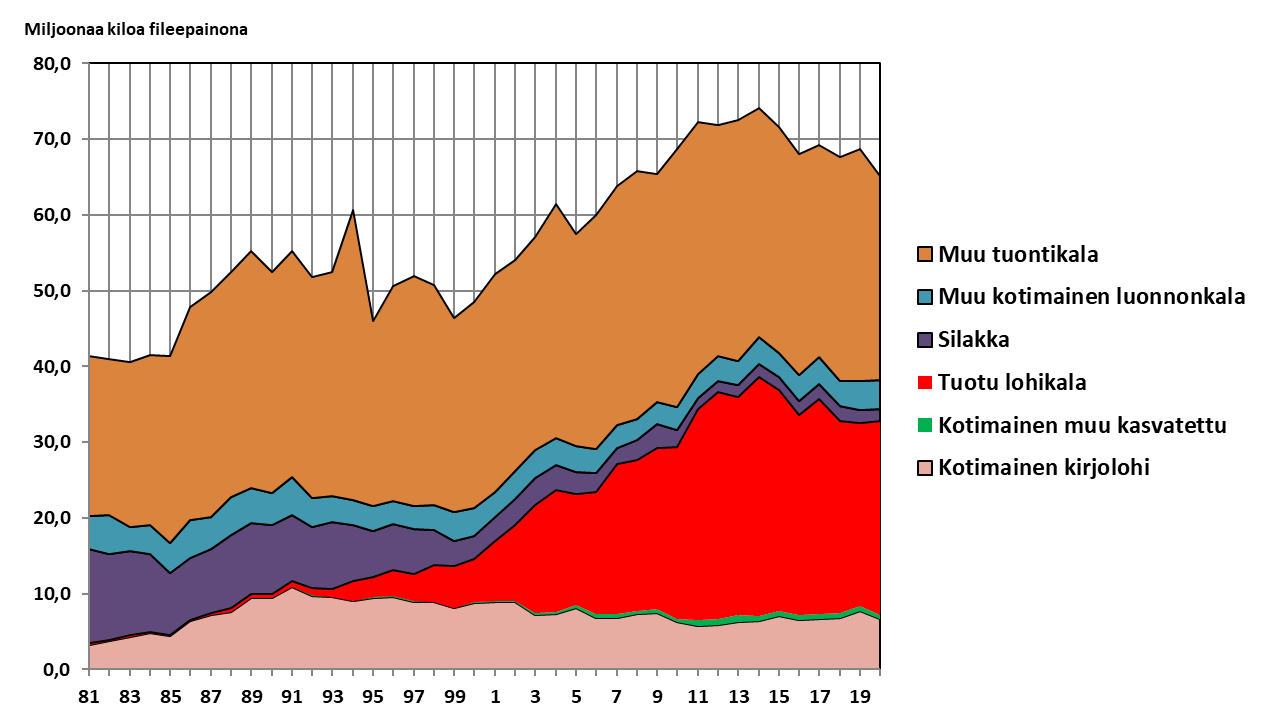 Miljoonaa kiloa fileepainona
80,0
70,0
60,0
50,0
40,0
30,0
20,0
10,0
0,0
81 83 85 87 89 91 93 95 97 99 1 3 5 7 9 11 13 15 17 19
Muu tuontikala
Muu kotimainen luonnonkala
Silakka
Tuotu lohikala
Kotimainen muu kasvatettu
Kotimainen kirjolohi